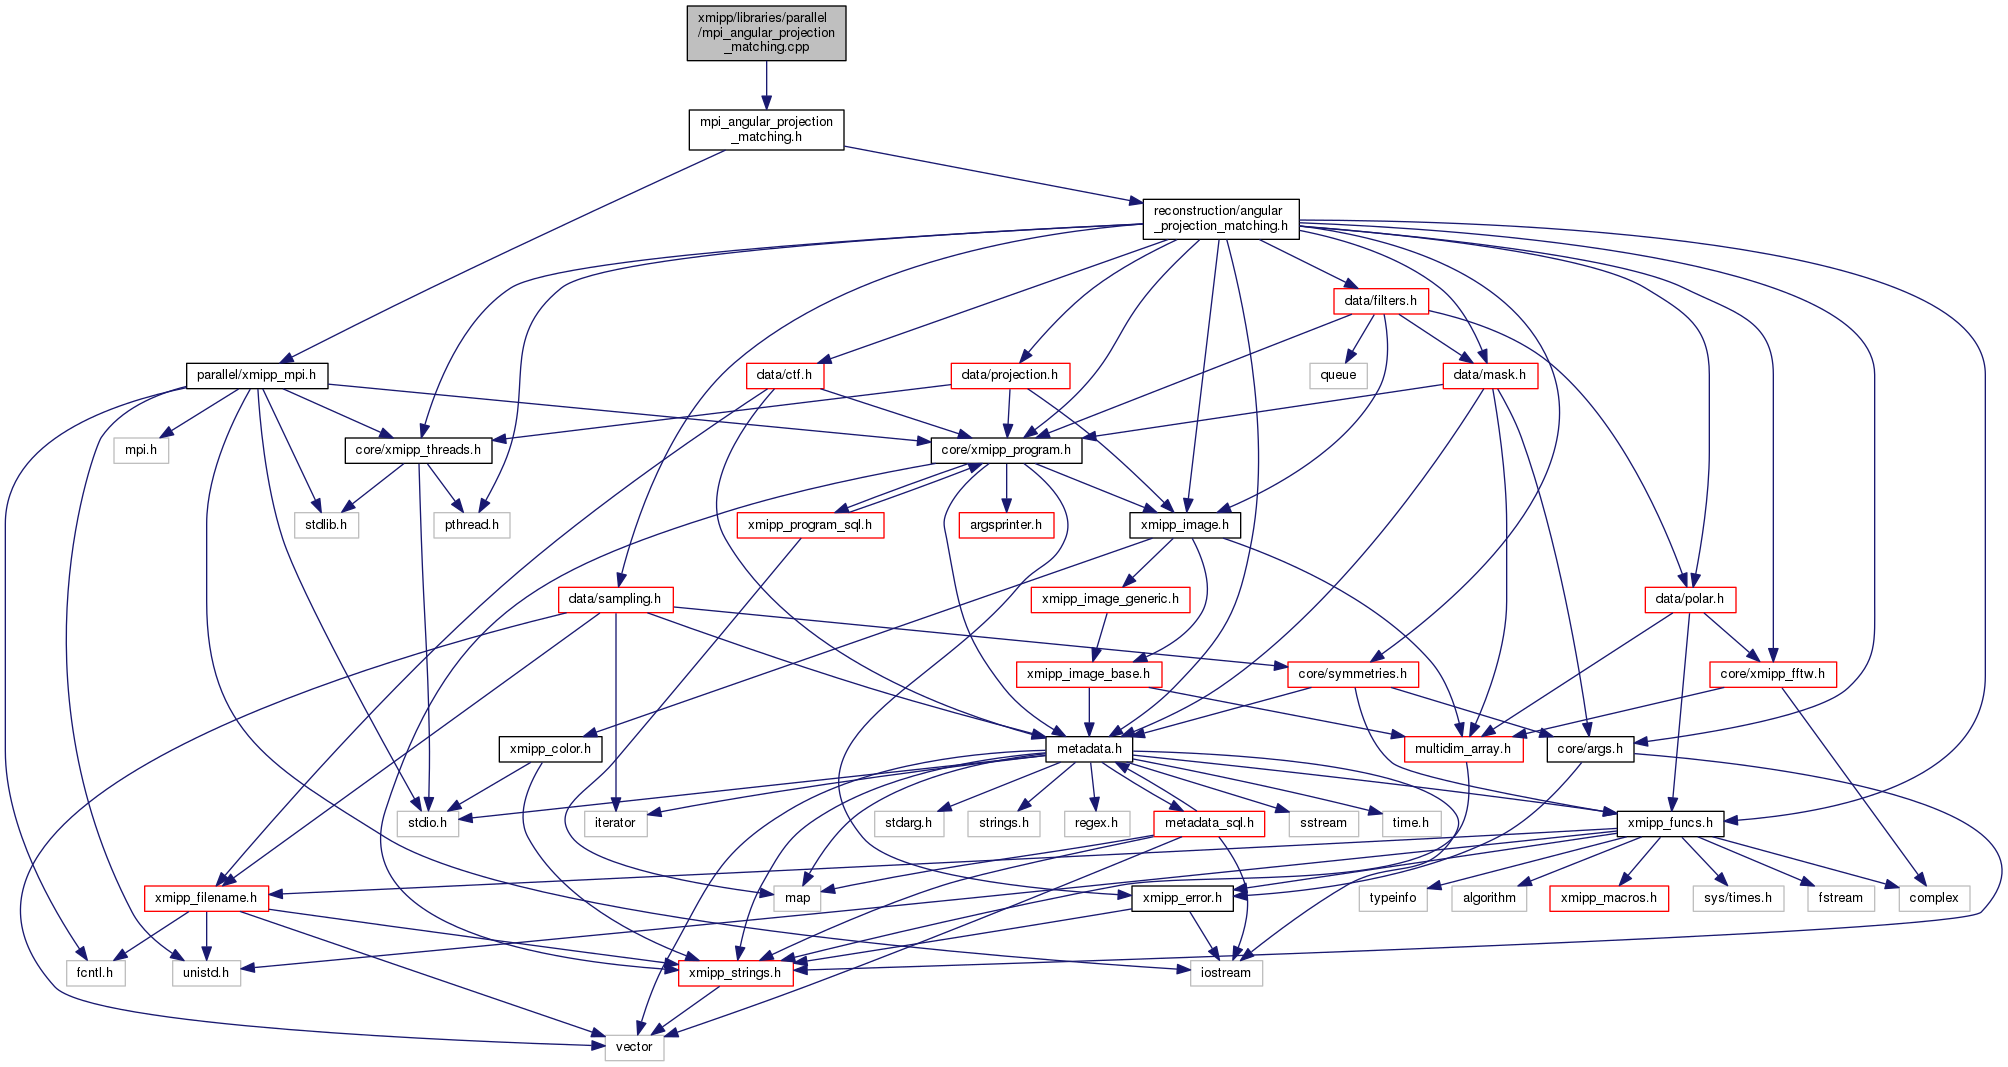 xmipp/libraries/parallel
/mpi_angular_projection
_matching.cpp
mpi_angular_projection
_matching.h
reconstruction/angular
_projection_matching.h
data/filters.h
parallel/xmipp_mpi.h
data/ctf.h
data/projection.h
queue
data/mask.h
mpi.h
core/xmipp_threads.h
core/xmipp_program.h
stdlib.h
pthread.h
xmipp_program_sql.h
argsprinter.h
xmipp_image.h
data/sampling.h
xmipp_image_generic.h
data/polar.h
xmipp_image_base.h
core/symmetries.h
core/xmipp_fftw.h
xmipp_color.h
metadata.h
multidim_array.h
core/args.h
stdio.h
iterator
stdarg.h
strings.h
regex.h
metadata_sql.h
sstream
time.h
xmipp_funcs.h
xmipp_filename.h
map
xmipp_error.h
typeinfo
algorithm
xmipp_macros.h
sys/times.h
fstream
complex
fcntl.h
unistd.h
xmipp_strings.h
iostream
vector